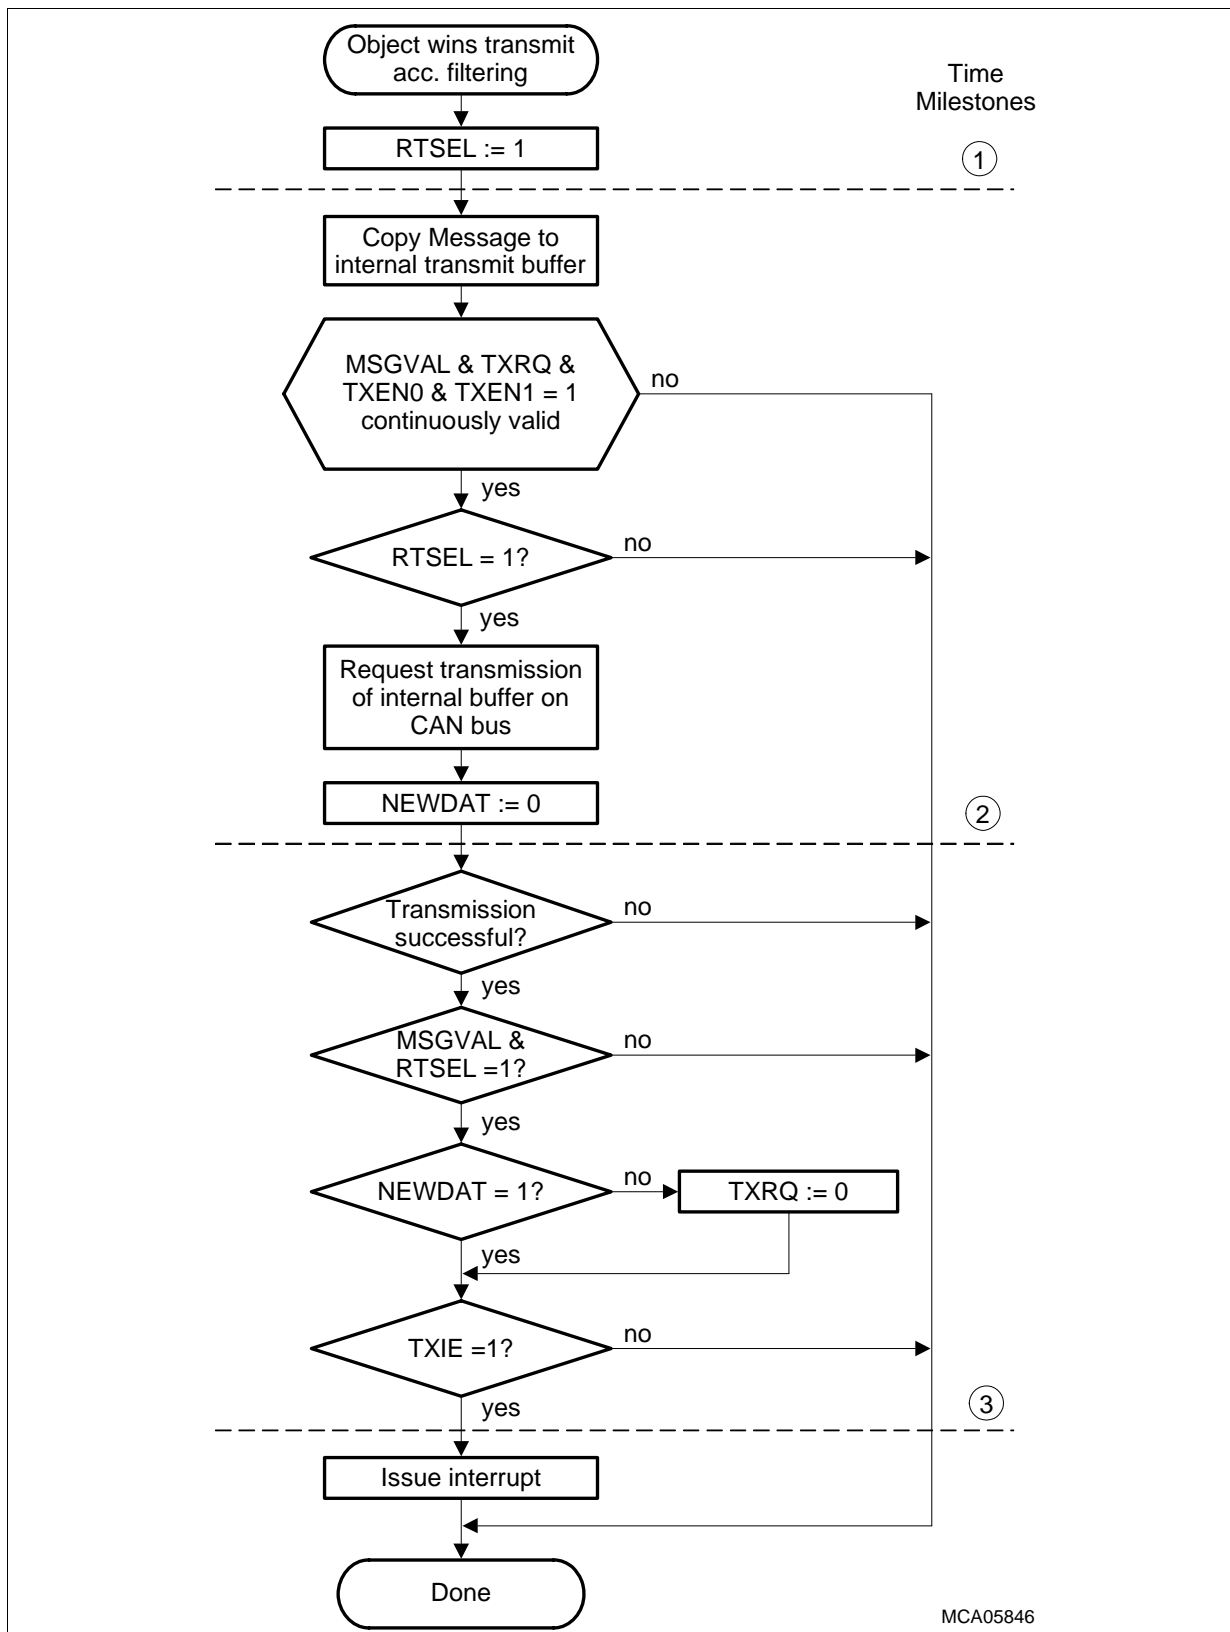 Object wins transmit
acc. filtering
Time
Milestones
RTSEL := 1
1
Copy Message to
internal transmit buffer
MSGVAL & TXRQ &
TXEN0 & TXEN1 = 1
continuously valid
no
yes
RTSEL = 1?
no
yes
Request transmission
of internal buffer on
CAN bus
NEWDAT := 0
2
Transmission
successful?
no
yes
MSGVAL &
RTSEL =1?
no
yes
NEWDAT = 1?
no
TXRQ := 0
yes
TXIE =1?
no
yes
3
Issue interrupt
Done
MCA05846